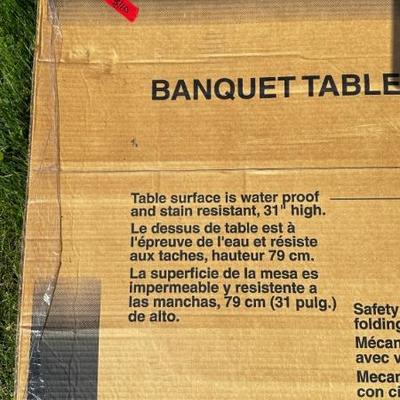 BANQUET TABLE
Table surface is water proof
and stain resistant, 31" high.
Le dessus de table est à
l'épreuve de l'eau et résiste
aux taches, hauteur 79 cm.
La superficie de la mesa es
impermeable y resistente a
las manchas, 79 cm (31 pulg.)
de alto.
Safety
folding
Mécan
avec v
Mecar
con ci